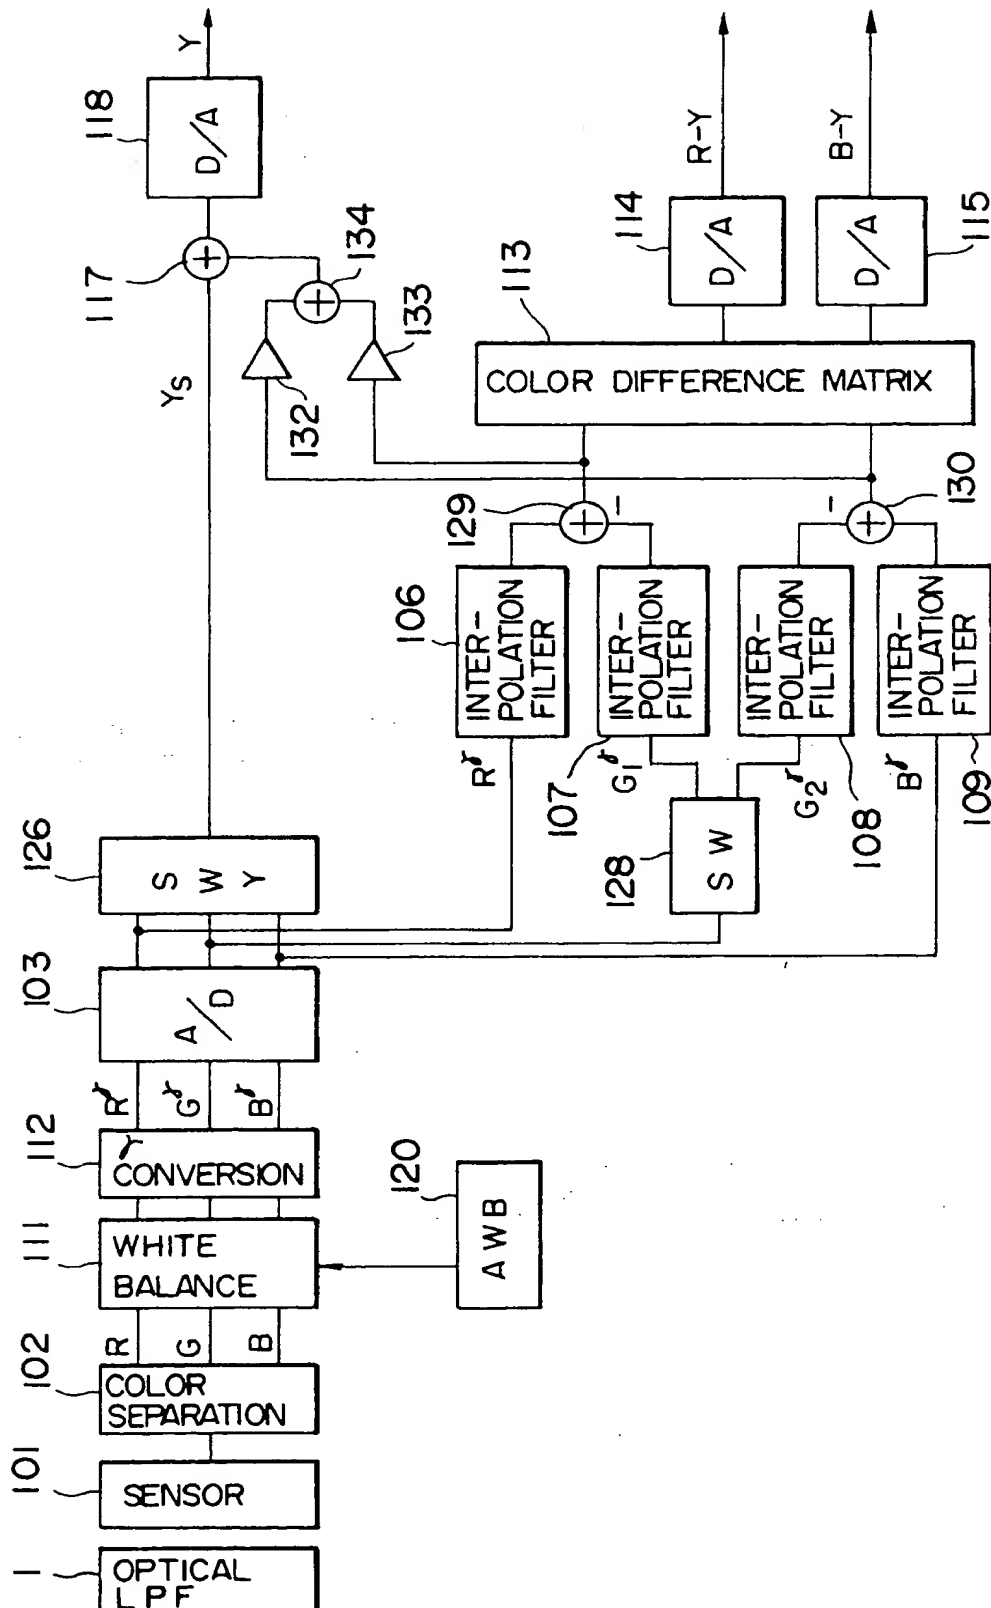 1
OPTICAL
LPF
101
SENSOR
102
COLOR
SEPARATION
R
G
B
111
WHITE
BALANCE
120
AWB
112
γ
CONVERSION
Rγ
Gγ
Bγ
103
A/D
126
SWY
YS
117
+
118
D/A
Y
128
SW
Rγ
G1γ
G2γ
Bγ
106
INTER-
POLATION
FILTER
107
INTER-
POLATION
FILTER
108
INTER-
POLATION
FILTER
109
INTER-
POLATION
FILTER
129
+
−
130
+
−
132
133
134
+
113
COLOR DIFFERENCE MATRIX
114
D/A
R-Y
115
D/A
B-Y